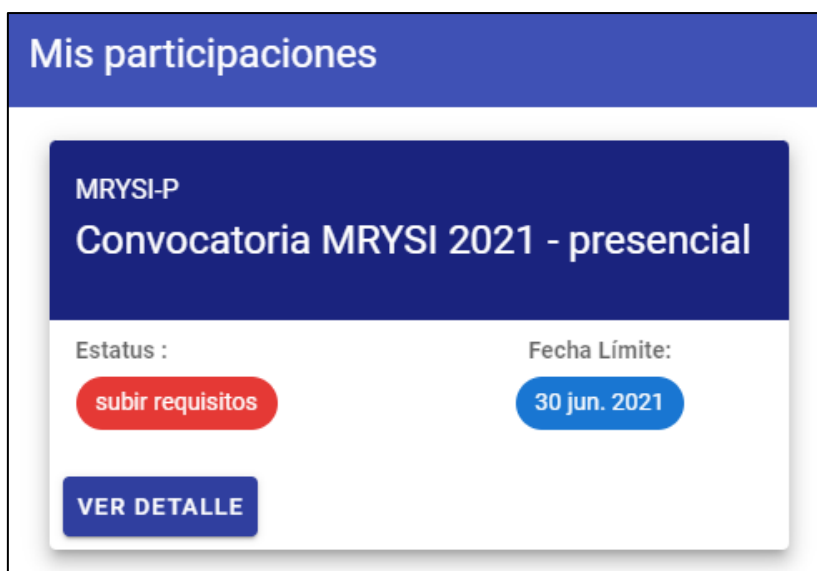 Mis participaciones
MRYSI-P
Convocatoria MRYSI 2021 - presencial
Estatus :
Fecha Límite:
subir requisitos
30 jun. 2021
VER DETALLE